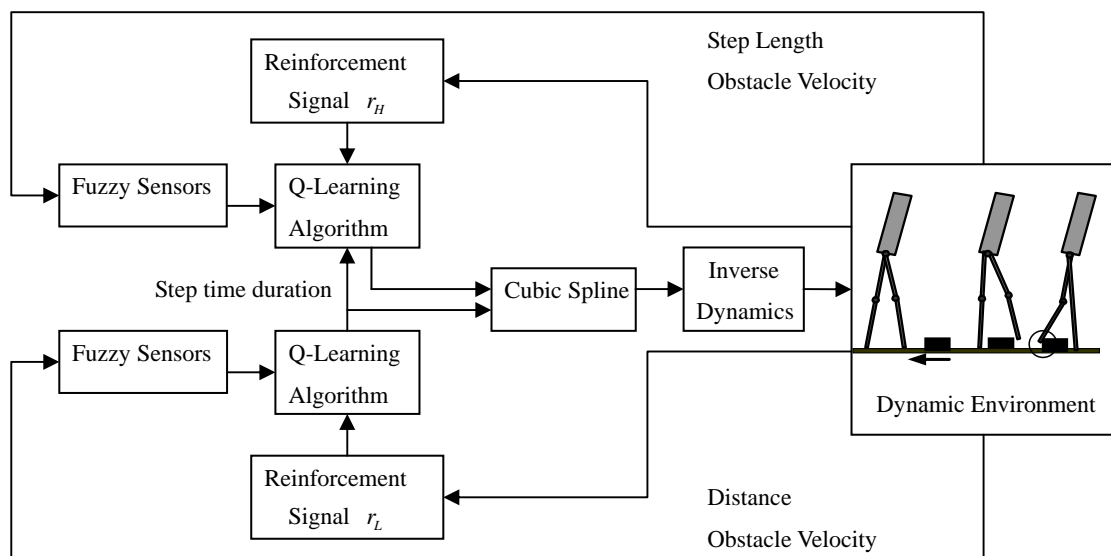 Step Length
Obstacle Velocity
Reinforcement
Signal r_H
Fuzzy Sensors
Q-Learning
Algorithm
Step time duration
Cubic Spline
Inverse
Dynamics
Fuzzy Sensors
Q-Learning
Algorithm
Dynamic Environment
Reinforcement
Signal r_L
Distance
Obstacle Velocity